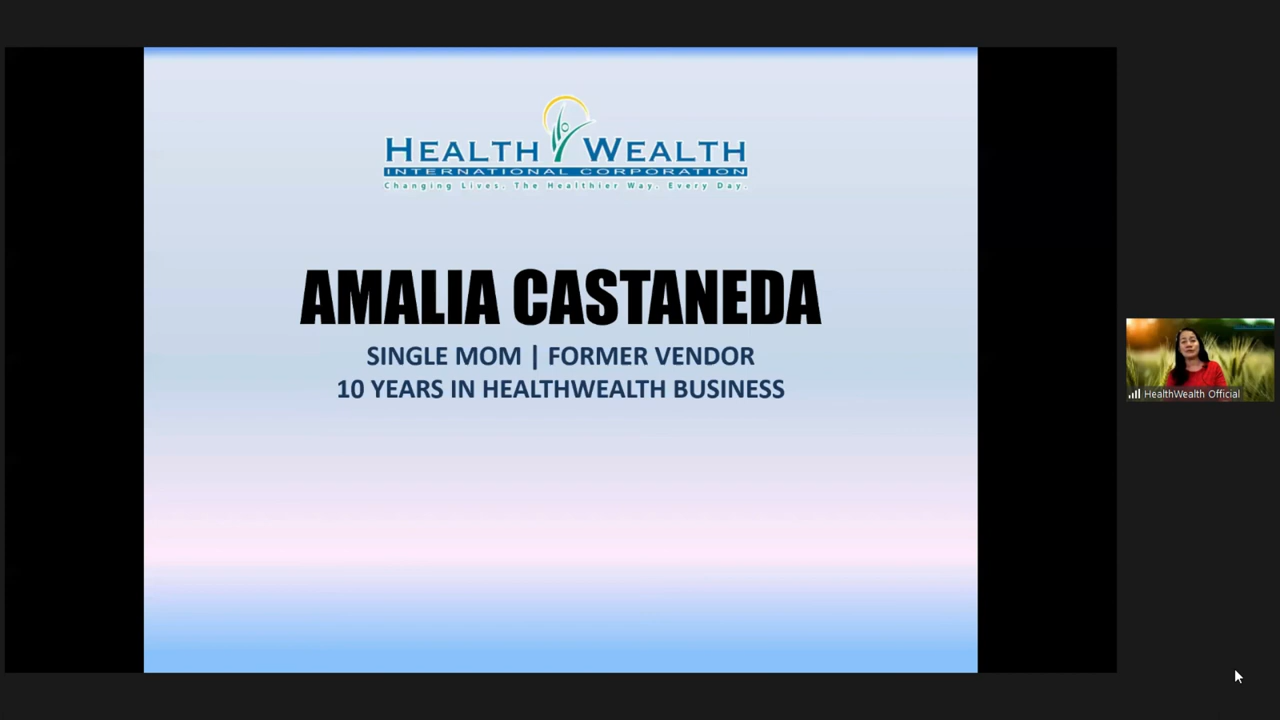 HEALTH WEALTH
INTERNATIONAL CORPORATION
Changing Lives. The Healthier Way. Every Day.
AMALIA CASTANEDA
SINGLE MOM | FORMER VENDOR
10 YEARS IN HEALTHWEALTH BUSINESS
HealthWealth Official